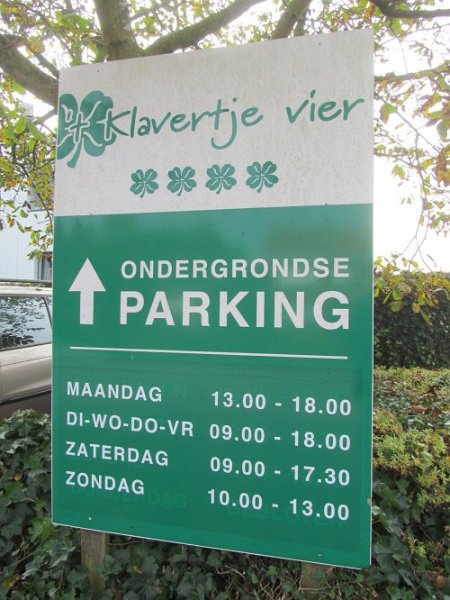 't Klavertje vier
ONDERGRONDSE
PARKING
MAANDAG 13.00 - 18.00
DI-WO-DO-VR 09.00 - 18.00
ZATERDAG 09.00 - 17.30
ZONDAG 10.00 - 13.00